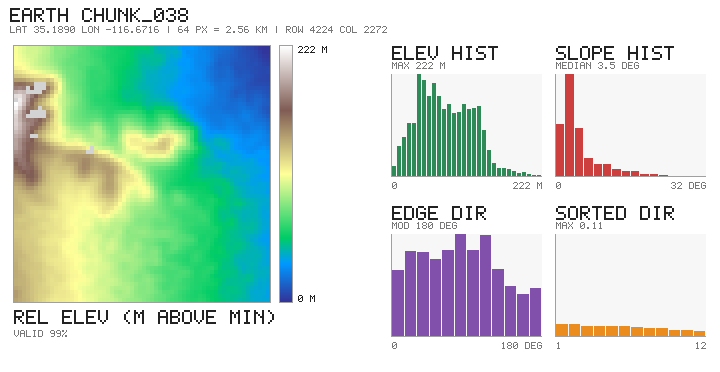 EARTH CHUNK_038
LAT 35.1890 LON -116.6716 | 64 PX = 2.56 KM | ROW 4224 COL 2272
222 M
0 M
REL ELEV (M ABOVE MIN)
VALID 99%
ELEV HIST
MAX 222 M
0 222 M
SLOPE HIST
MEDIAN 3.5 DEG
0 32 DEG
EDGE DIR
MOD 180 DEG
0 180 DEG
SORTED DIR
MAX 0.11
1 12